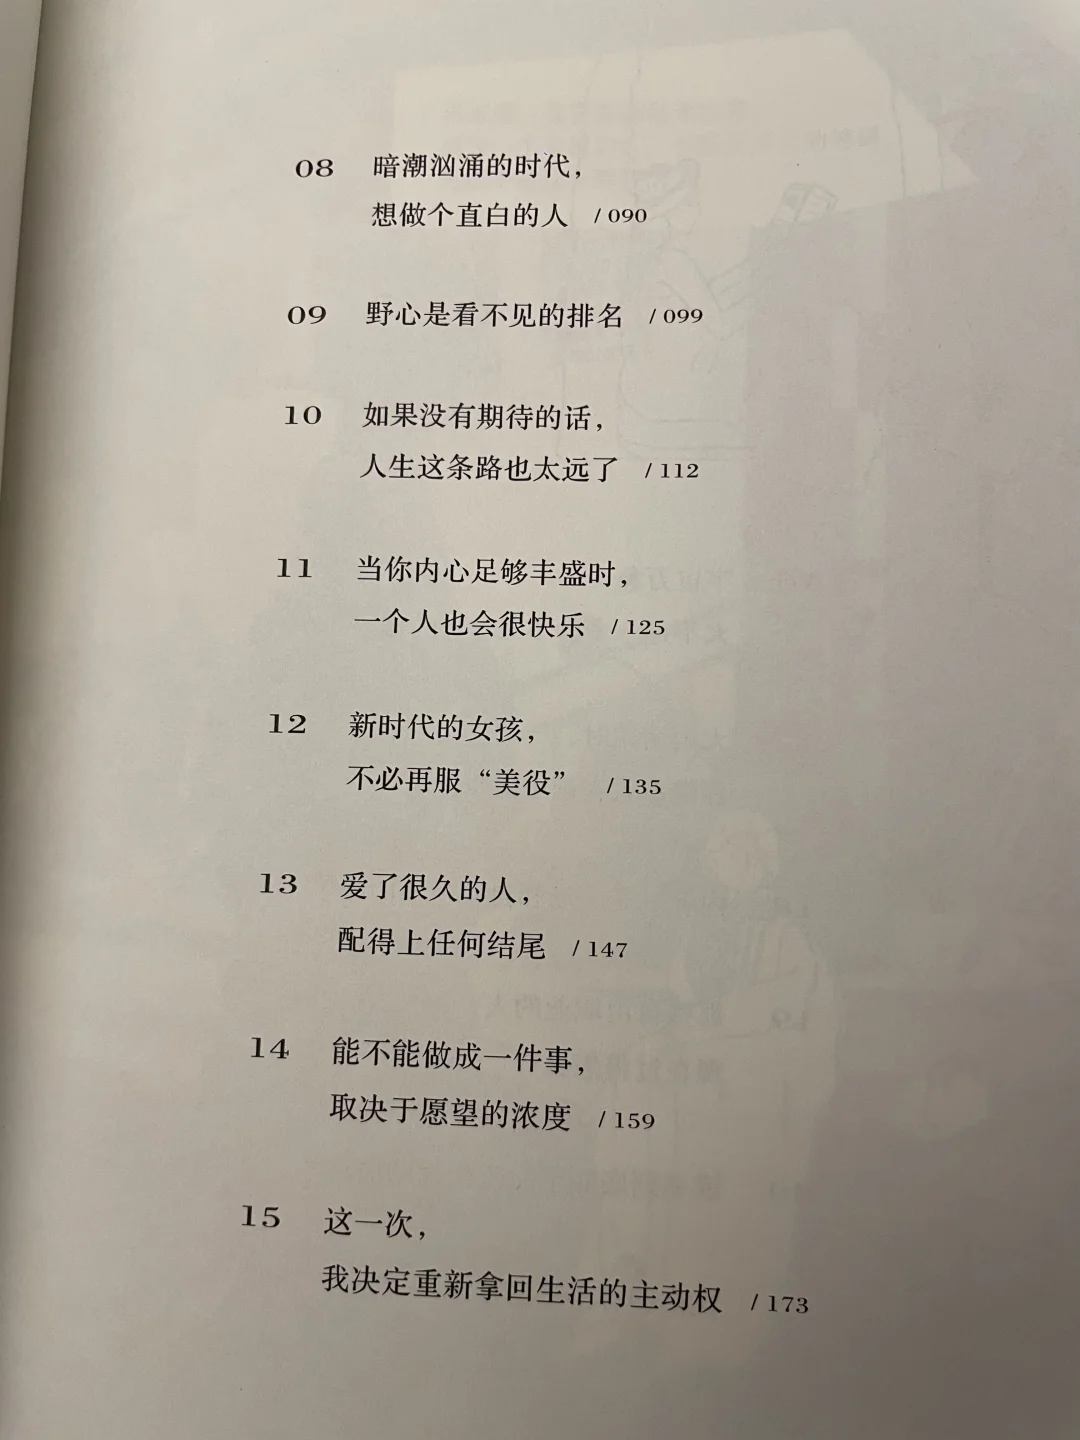 08 暗潮汹涌的时代，
想做个直白的人 / 090
09 野心是看不见的排名 / 099
10 如果没有期待的话，
人生这条路也太远了 / 112
11 当你内心足够丰盛时，
一个人也会很快乐 / 125
12 新时代的女孩，
不必再服“美役” / 135
13 爱了很久的人，
配得上任何结尾 / 147
14 能不能做成一件事，
取决于愿望的浓度 / 159
15 这一次，
我决定重新拿回生活的主动权 / 173